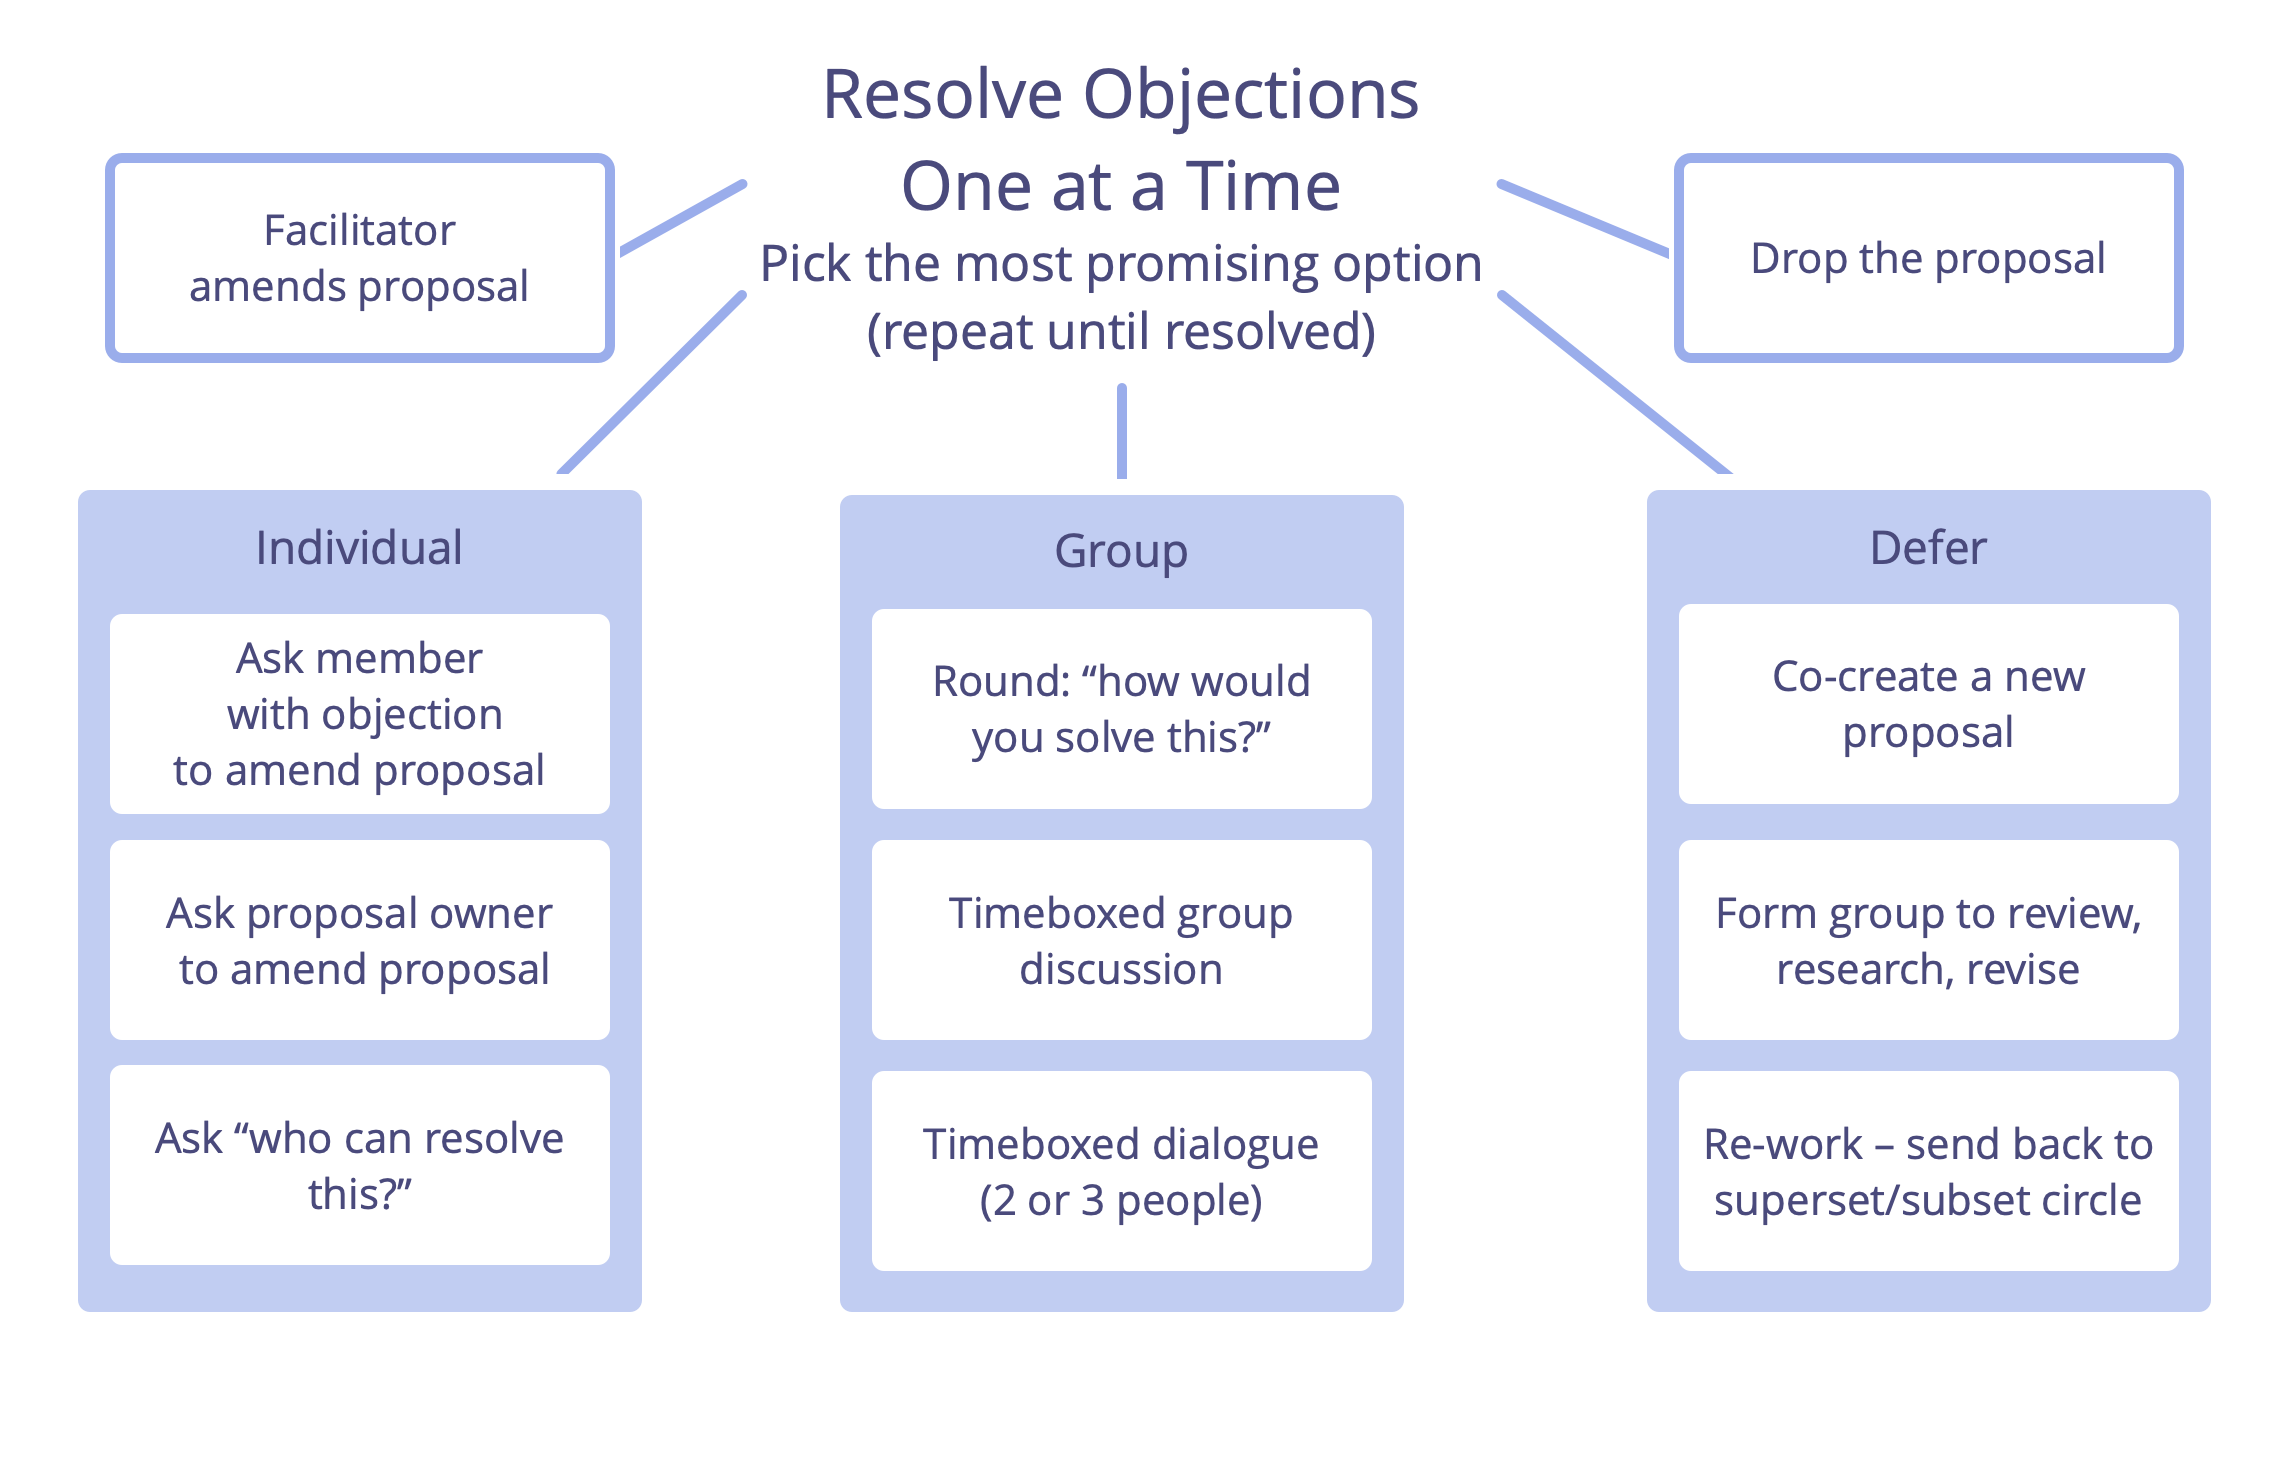 Resolve Objections
One at a Time
Pick the most promising option
(repeat until resolved)
Facilitator
amends proposal
Drop the proposal
Individual
Ask member
with objection
to amend proposal
Ask proposal owner
to amend proposal
Ask “who can resolve
this?”
Group
Round: “how would
you solve this?”
Timeboxed group
discussion
Timeboxed dialogue
(2 or 3 people)
Defer
Co-create a new
proposal
Form group to review,
research, revise
Re-work – send back to
superset/subset circle